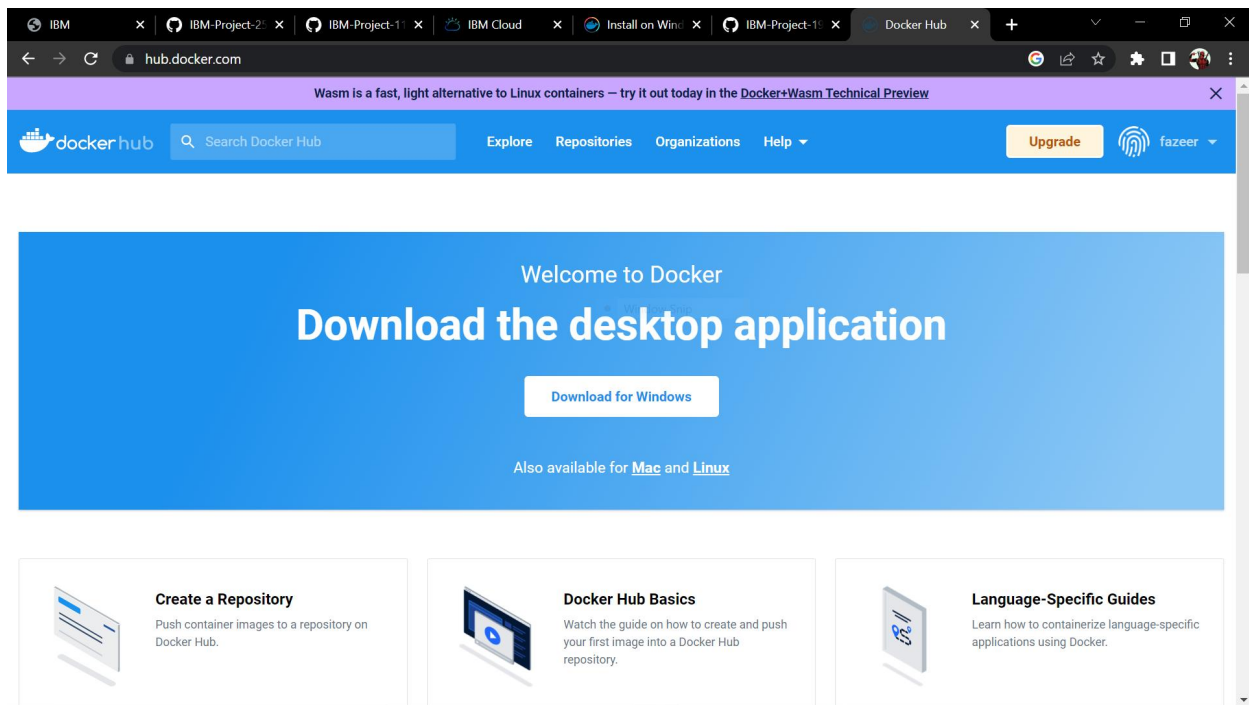 IBM
IBM-Project-25
IBM-Project-11
IBM Cloud
Install on Wind
IBM-Project-19
Docker Hub
hub.docker.com
Wasm is a fast, light alternative to Linux containers – try it out today in the Docker+Wasm Technical Preview
dockerhub
Search Docker Hub
Explore
Repositories
Organizations
Help
Upgrade
fazeer
Welcome to Docker
Download the desktop application
Download for Windows
Also available for Mac and Linux
Create a Repository
Push container images to a repository on
Docker Hub.
Docker Hub Basics
Watch the guide on how to create and push
your first image into a Docker Hub
repository.
Language-Specific Guides
Learn how to containerize language-specific
applications using Docker.